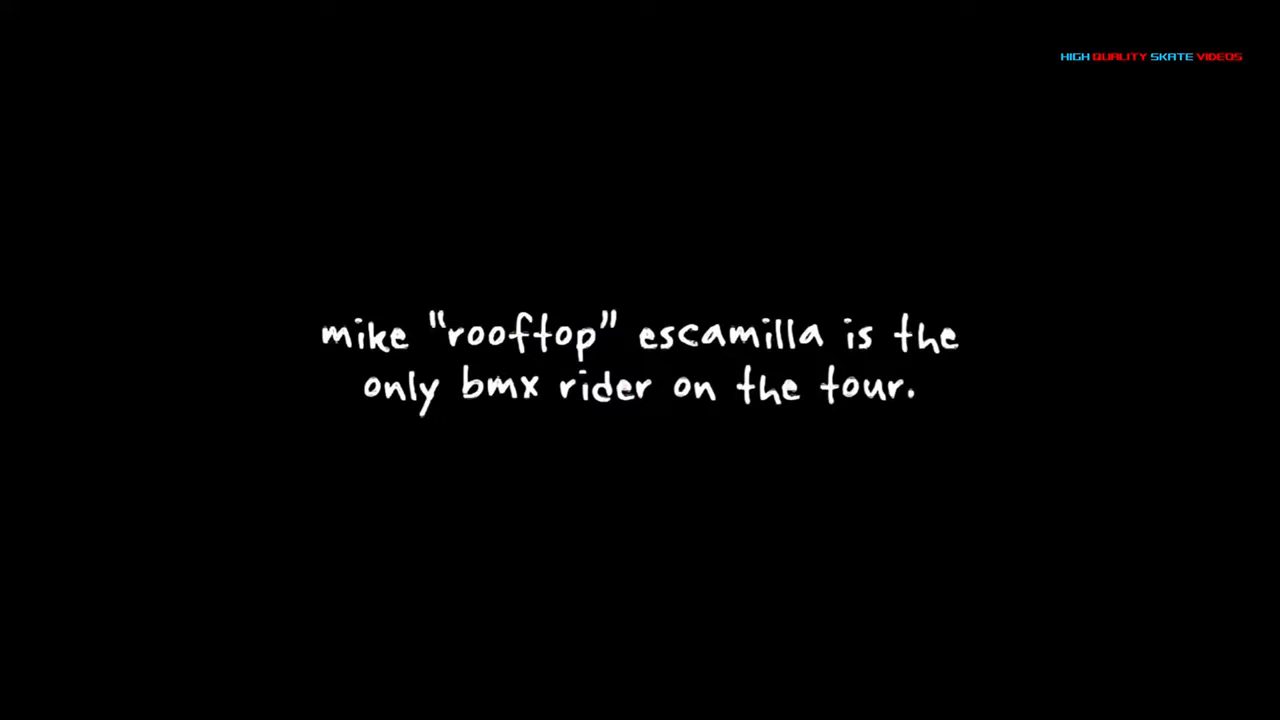 HIGH QUALITY SKATE VIDEOS
mike "rooftop" escamilla is the
only bmx rider on the tour.